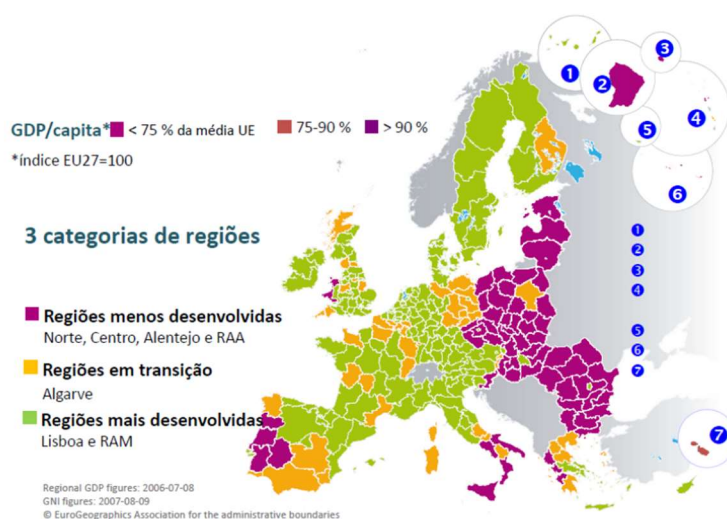 1
2
3
4
5
6
7
GDP/capita* < 75 % da média UE 75-90 % > 90 %
*índice EU27=100
3 categorias de regiões
Regiões menos desenvolvidas
Norte, Centro, Alentejo e RAA
Regiões em transição
Algarve
Regiões mais desenvolvidas
Lisboa e RAM
1
2
3
4
5
6
7
Regional GDP figures: 2006-07-08
GNI figures: 2007-08-09
© EuroGeographics Association for the administrative boundaries